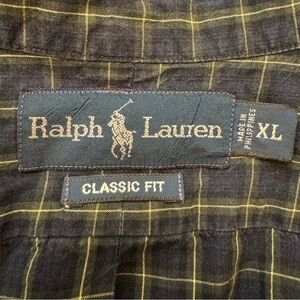 Ralph Lauren
MADE IN
PHILIPPINES
XL
CLASSIC FIT